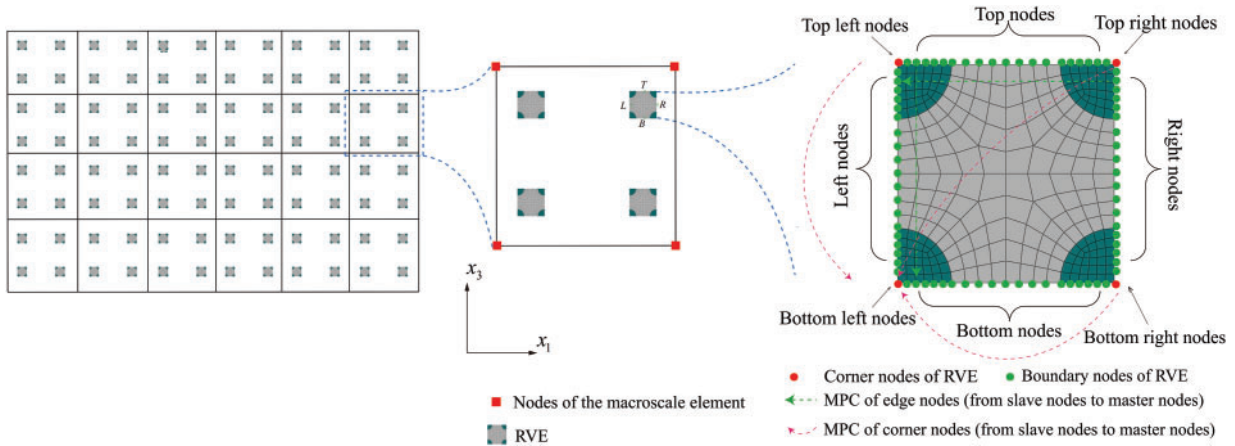 Top nodes
Top left nodes
Top right nodes
T
L
R
B
Left nodes
Right nodes
x3
x1
Bottom left nodes
Bottom nodes
Bottom right nodes
Nodes of the macroscale element
RVE
Corner nodes of RVE
Boundary nodes of RVE
MPC of edge nodes (from slave nodes to master nodes)
MPC of corner nodes (from slave nodes to master nodes)